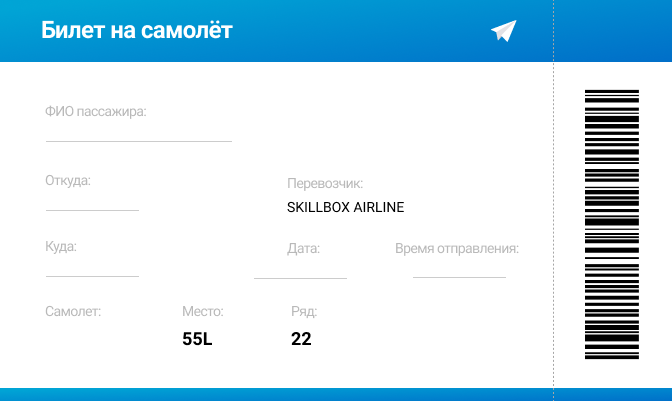 Билет на самолёт
ФИО пассажира:
Откуда:
Перевозчик:
SKILLBOX AIRLINE
Куда:
Дата:
Время отправления:
Самолет:
Место:
Ряд:
55L
22